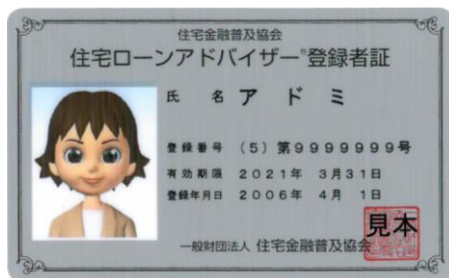 住宅金融普及協会
住宅ローンアドバイザー®登録者証
氏 名 ア ド ミ
登録番号 (5)第9999999号
有効期限 2021年 3月31日
登録年月日 2006年 4月 1日
一般財団法人 住宅金融普及協会
見本